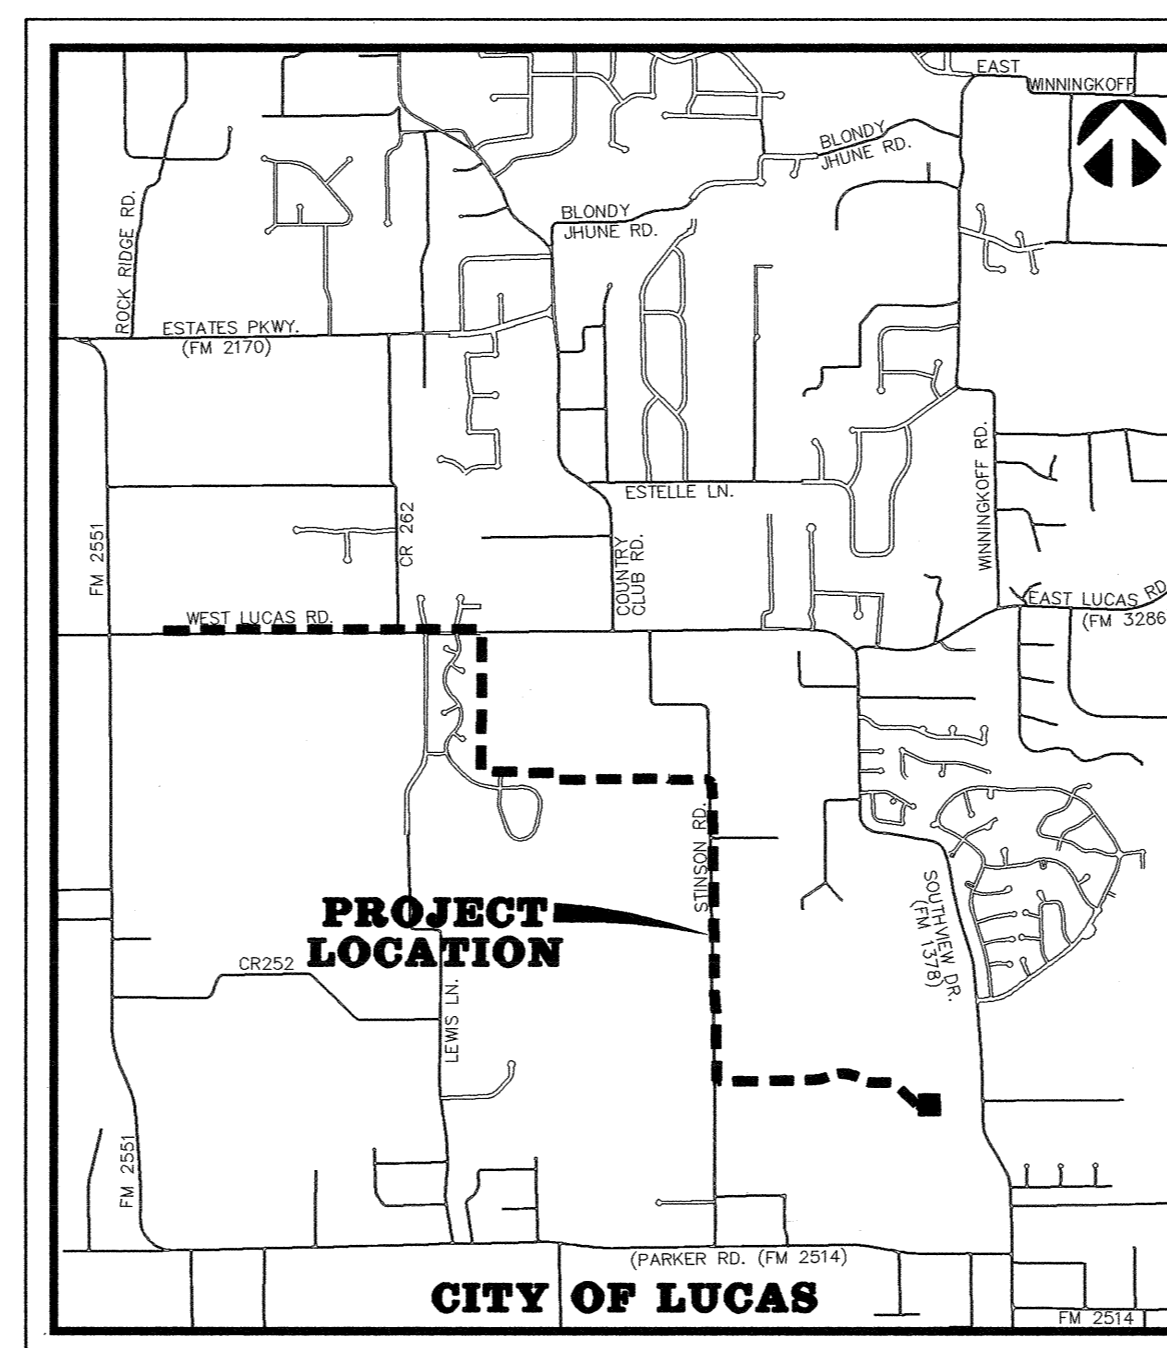 EAST
WINNINGKOFF
BLONDY
JHUNE RD.
BLONDY
JHUNE RD.
ROCK RIDGE RD.
ESTATES PKWY.
(FM 2170)
ESTELLE LN.
WINNINGKOFF RD.
FM 2551
CR 262
COUNTRY
CLUB RD.
WEST LUCAS RD.
EAST LUCAS RD
(FM 3286
STINSON RD.
PROJECT
LOCATION
SOUTHVIEW DR.
(FM 1378)
CR252
LEWIS LN.
FM 2551
(PARKER RD. (FM 2514)
CITY OF LUCAS
FM 2514